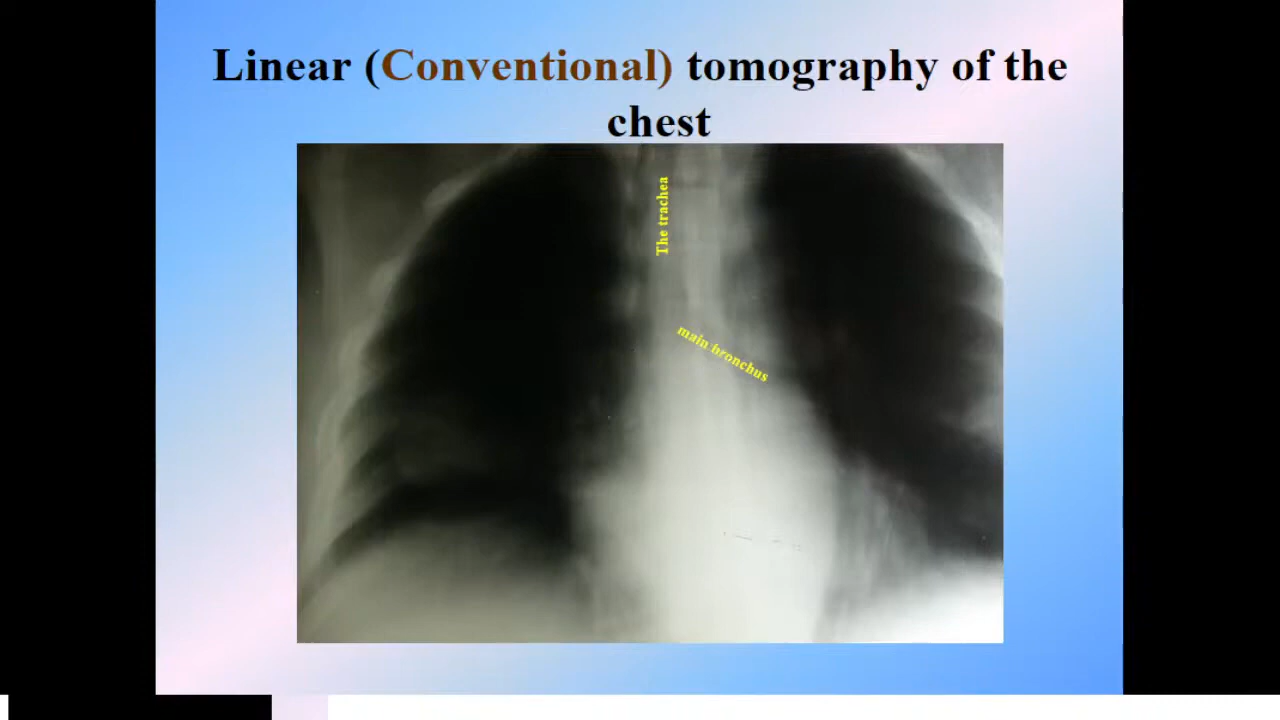 Linear (Conventional) tomography of the
chest
The trachea
main bronchus